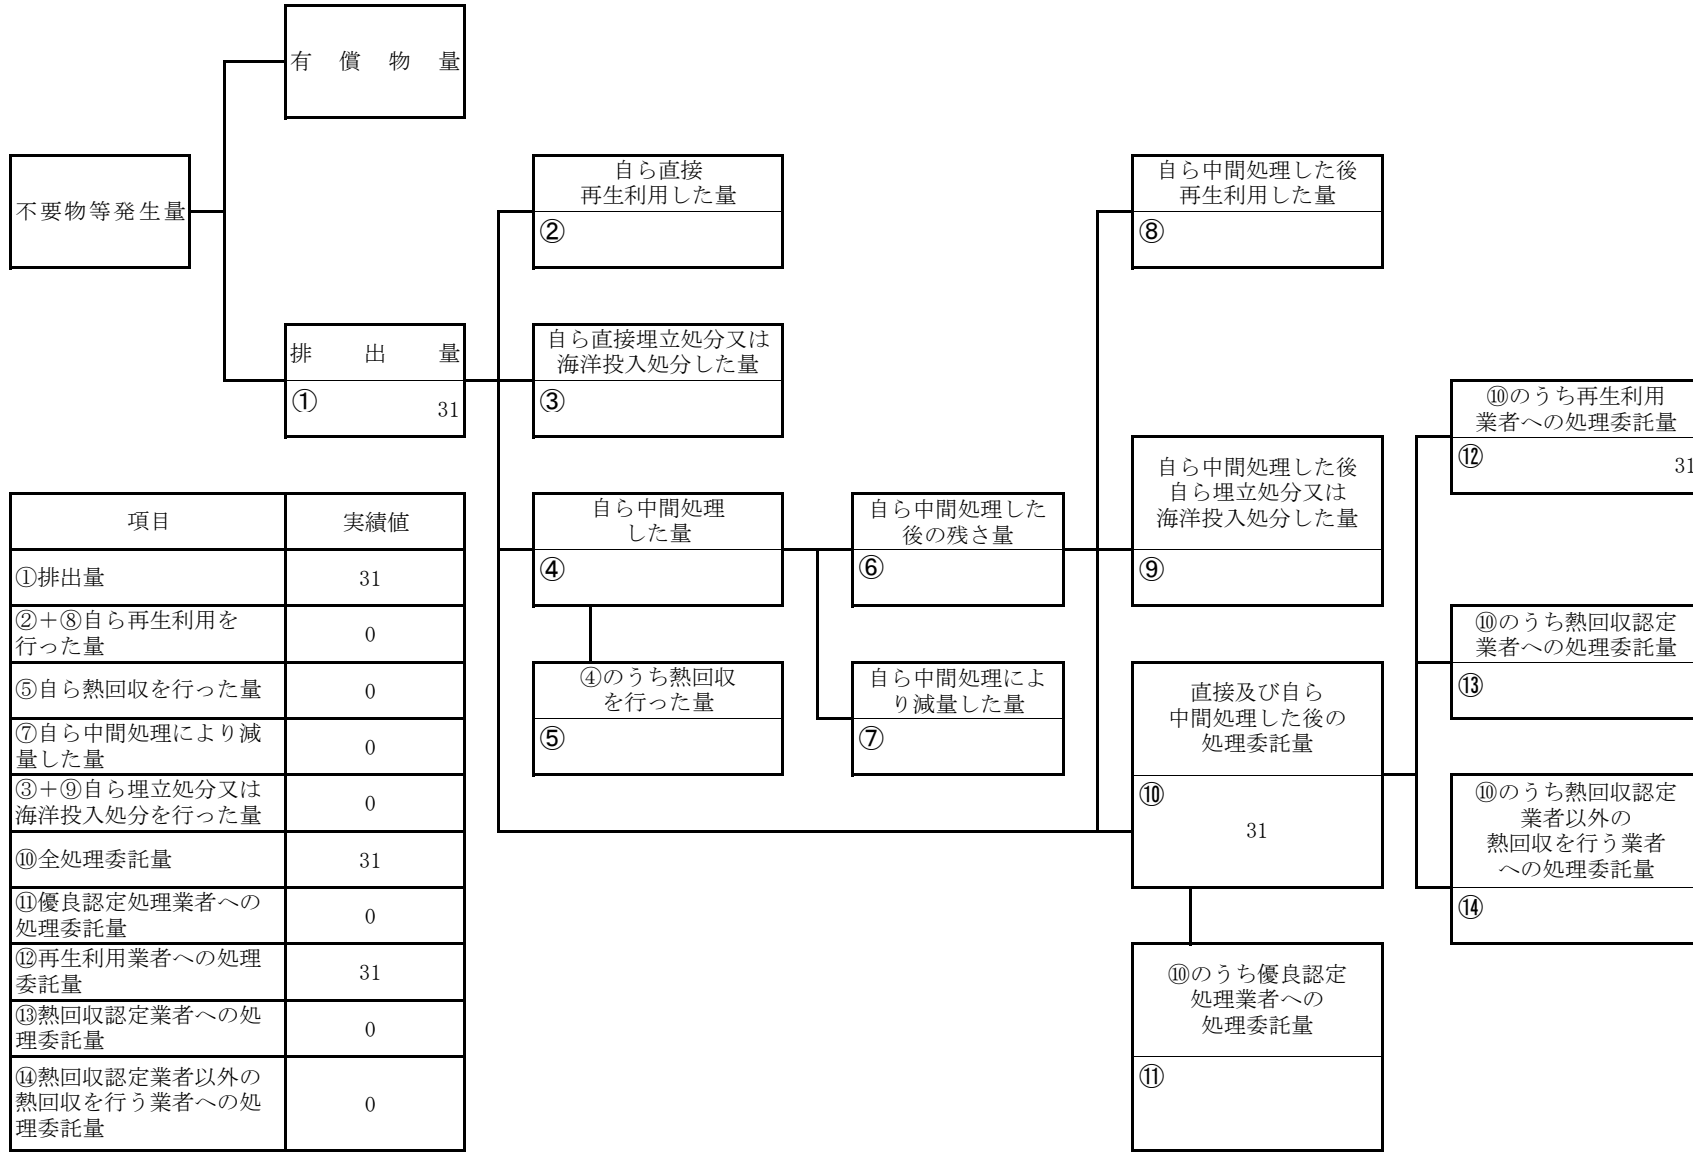 有償物量
不要物等発生量
自ら直接
再生利用した量
②
自ら中間処理した後
再生利用した量
⑧
排出量
①
31
自ら直接埋立処分又は
海洋投入処分した量
③
⑩のうち再生利用
業者への処理委託量
⑫
31
自ら中間処理
した量
④
自ら中間処理した
後の残さ量
⑥
自ら中間処理した後
自ら埋立処分又は
海洋投入処分した量
⑨
⑩のうち熱回収認定
業者への処理委託量
⑬
④のうち熱回収
を行った量
⑤
自ら中間処理によ
り減量した量
⑦
直接及び自ら
中間処理した後の
処理委託量
⑩
31
⑩のうち熱回収認定
業者以外の
熱回収を行う業者
への処理委託量
⑭
⑩のうち優良認定
処理業者への
処理委託量
⑪
項目 実績値
①排出量 31
②+⑧自ら再生利用を
行った量 0
⑤自ら熱回収を行った量 0
⑦自ら中間処理により減
量した量 0
③+⑨自ら埋立処分又は
海洋投入処分を行った量 0
⑩全処理委託量 31
⑪優良認定処理業者への
処理委託量 0
⑫再生利用業者への処理
委託量 31
⑬熱回収認定業者への処
理委託量 0
⑭熱回収認定業者以外の
熱回収を行う業者への処
理委託量 0